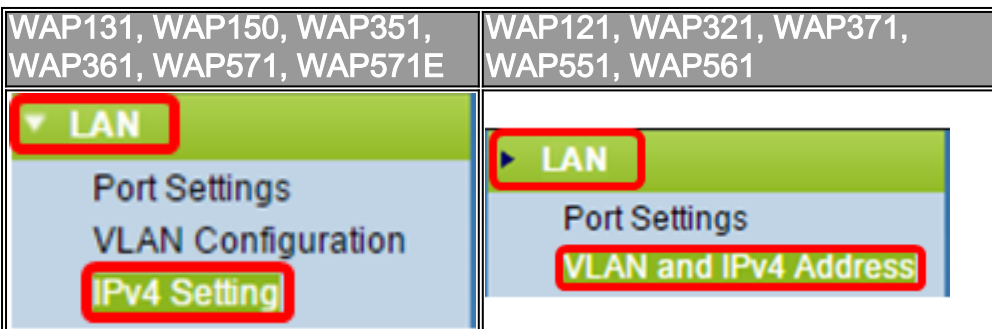 WAP131, WAP150, WAP351,
WAP361, WAP571, WAP571E
WAP121, WAP321, WAP371,
WAP551, WAP561
LAN
Port Settings
VLAN Configuration
IPv4 Setting
LAN
Port Settings
VLAN and IPv4 Address